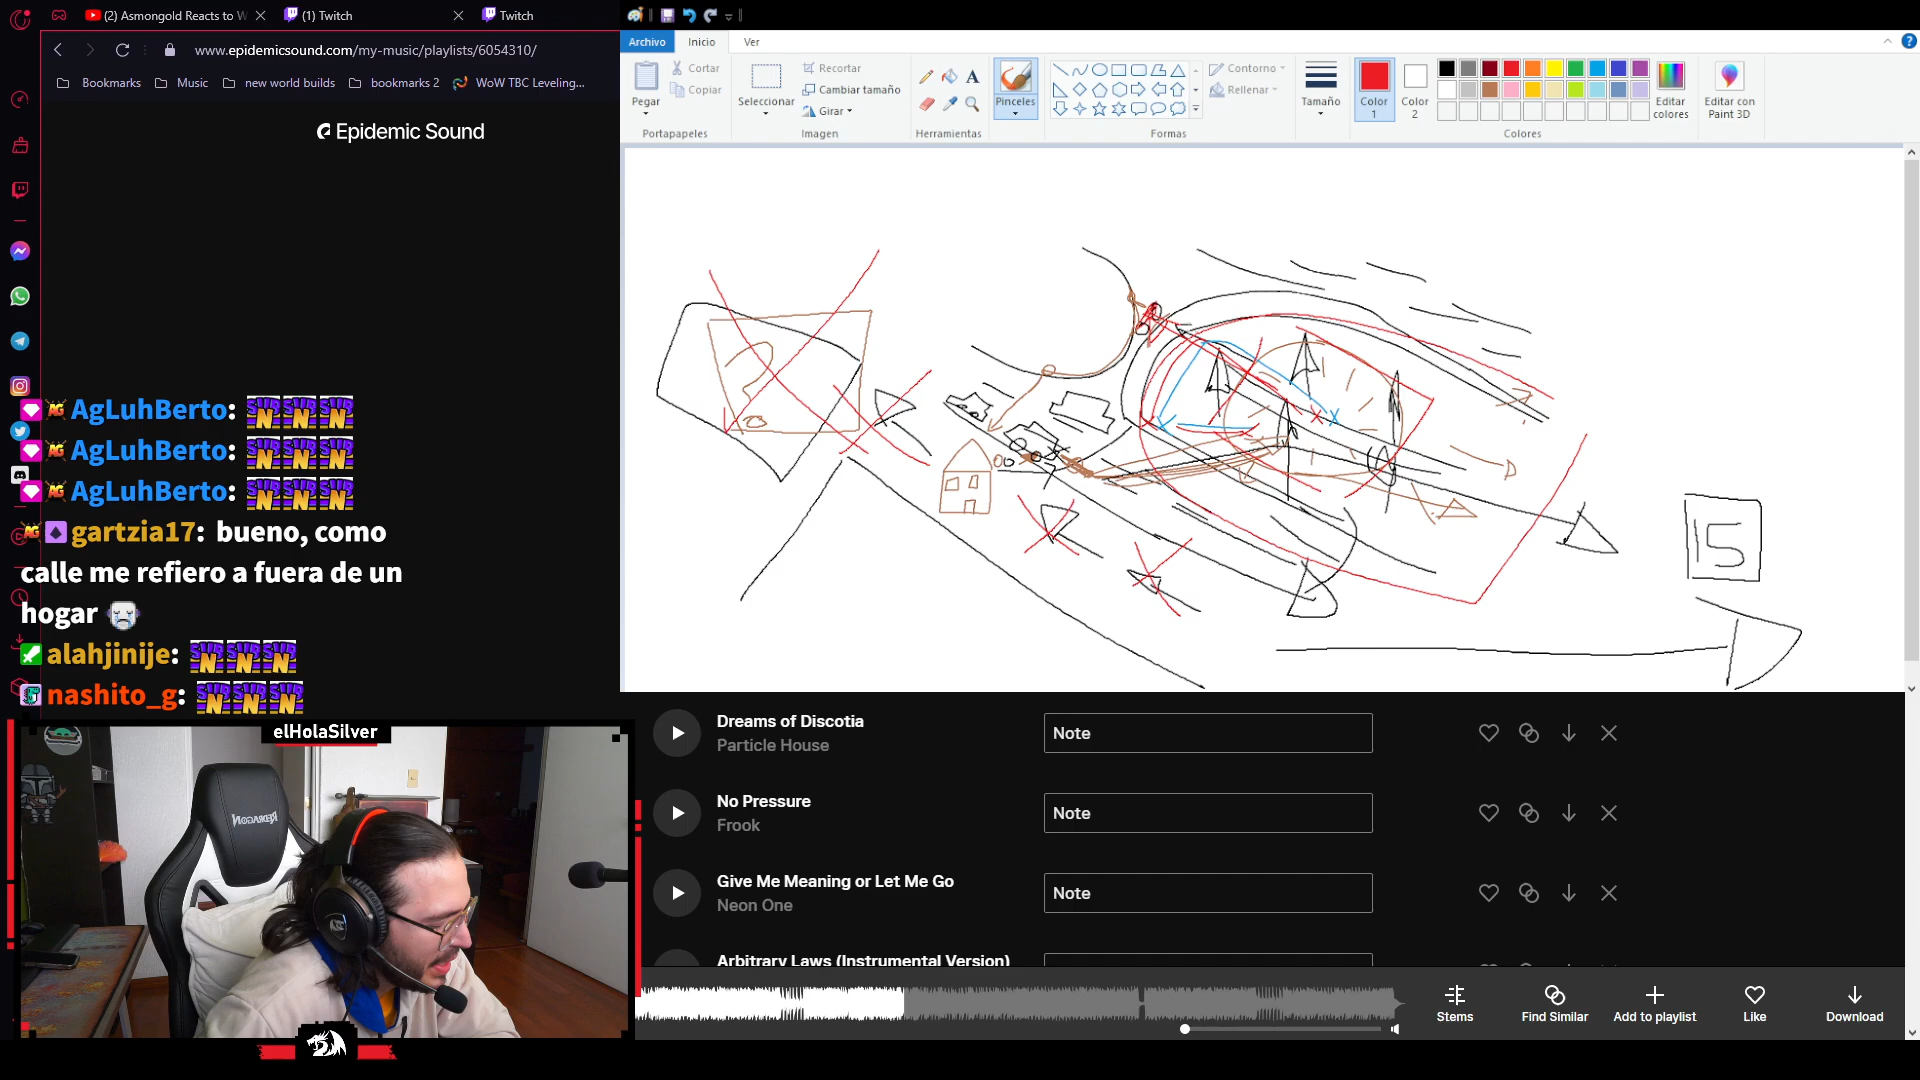 (2) Asmongold Reacts to W
(1) Twitch
Twitch
www.epidemicsound.com/my-music/playlists/6054310/
Bookmarks
Music
new world builds
bookmarks 2
WoW TBC Leveling...
Epidemic Sound
Archivo
Inicio
Ver
Pegar
Cortar
Copiar
Portapapeles
Seleccionar
Recortar
Cambiar tamaño
Girar
Imagen
A
Herramientas
Pinceles
Formas
Contorno
Rellenar
Tamaño
Color
1
Color
2
Editar
colores
Editar con
Paint 3D
Colores
15
AgLuhBerto:
AgLuhBerto:
AgLuhBerto:
gartzia17: bueno, como
calle me refiero a fuera de un
hogar
alahjinije:
nashito_g:
elHolaSilver
REDRAGON
Dreams of Discotia
Particle House
Note
No Pressure
Frook
Note
Give Me Meaning or Let Me Go
Neon One
Note
Arbitrary Laws (Instrumental Version)
Stems
Find Similar
Add to playlist
Like
Download